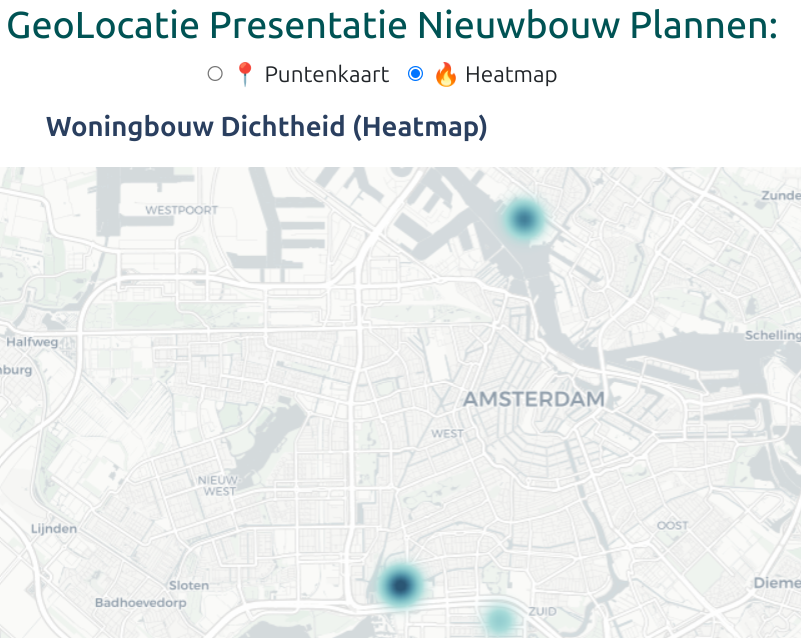 GeoLocatie Presentatie Nieuwbouw Plannen:
📍 Puntenkaart 🔥 Heatmap
Woningbouw Dichtheid (Heatmap)
Zunde
WESTPOORT
Schelling
Halfweg
burg
AMSTERDAM
WEST
NIEUW
WEST
Lijnden
OOST
Sloten
Dieme
Badhoevedorp
ZUID